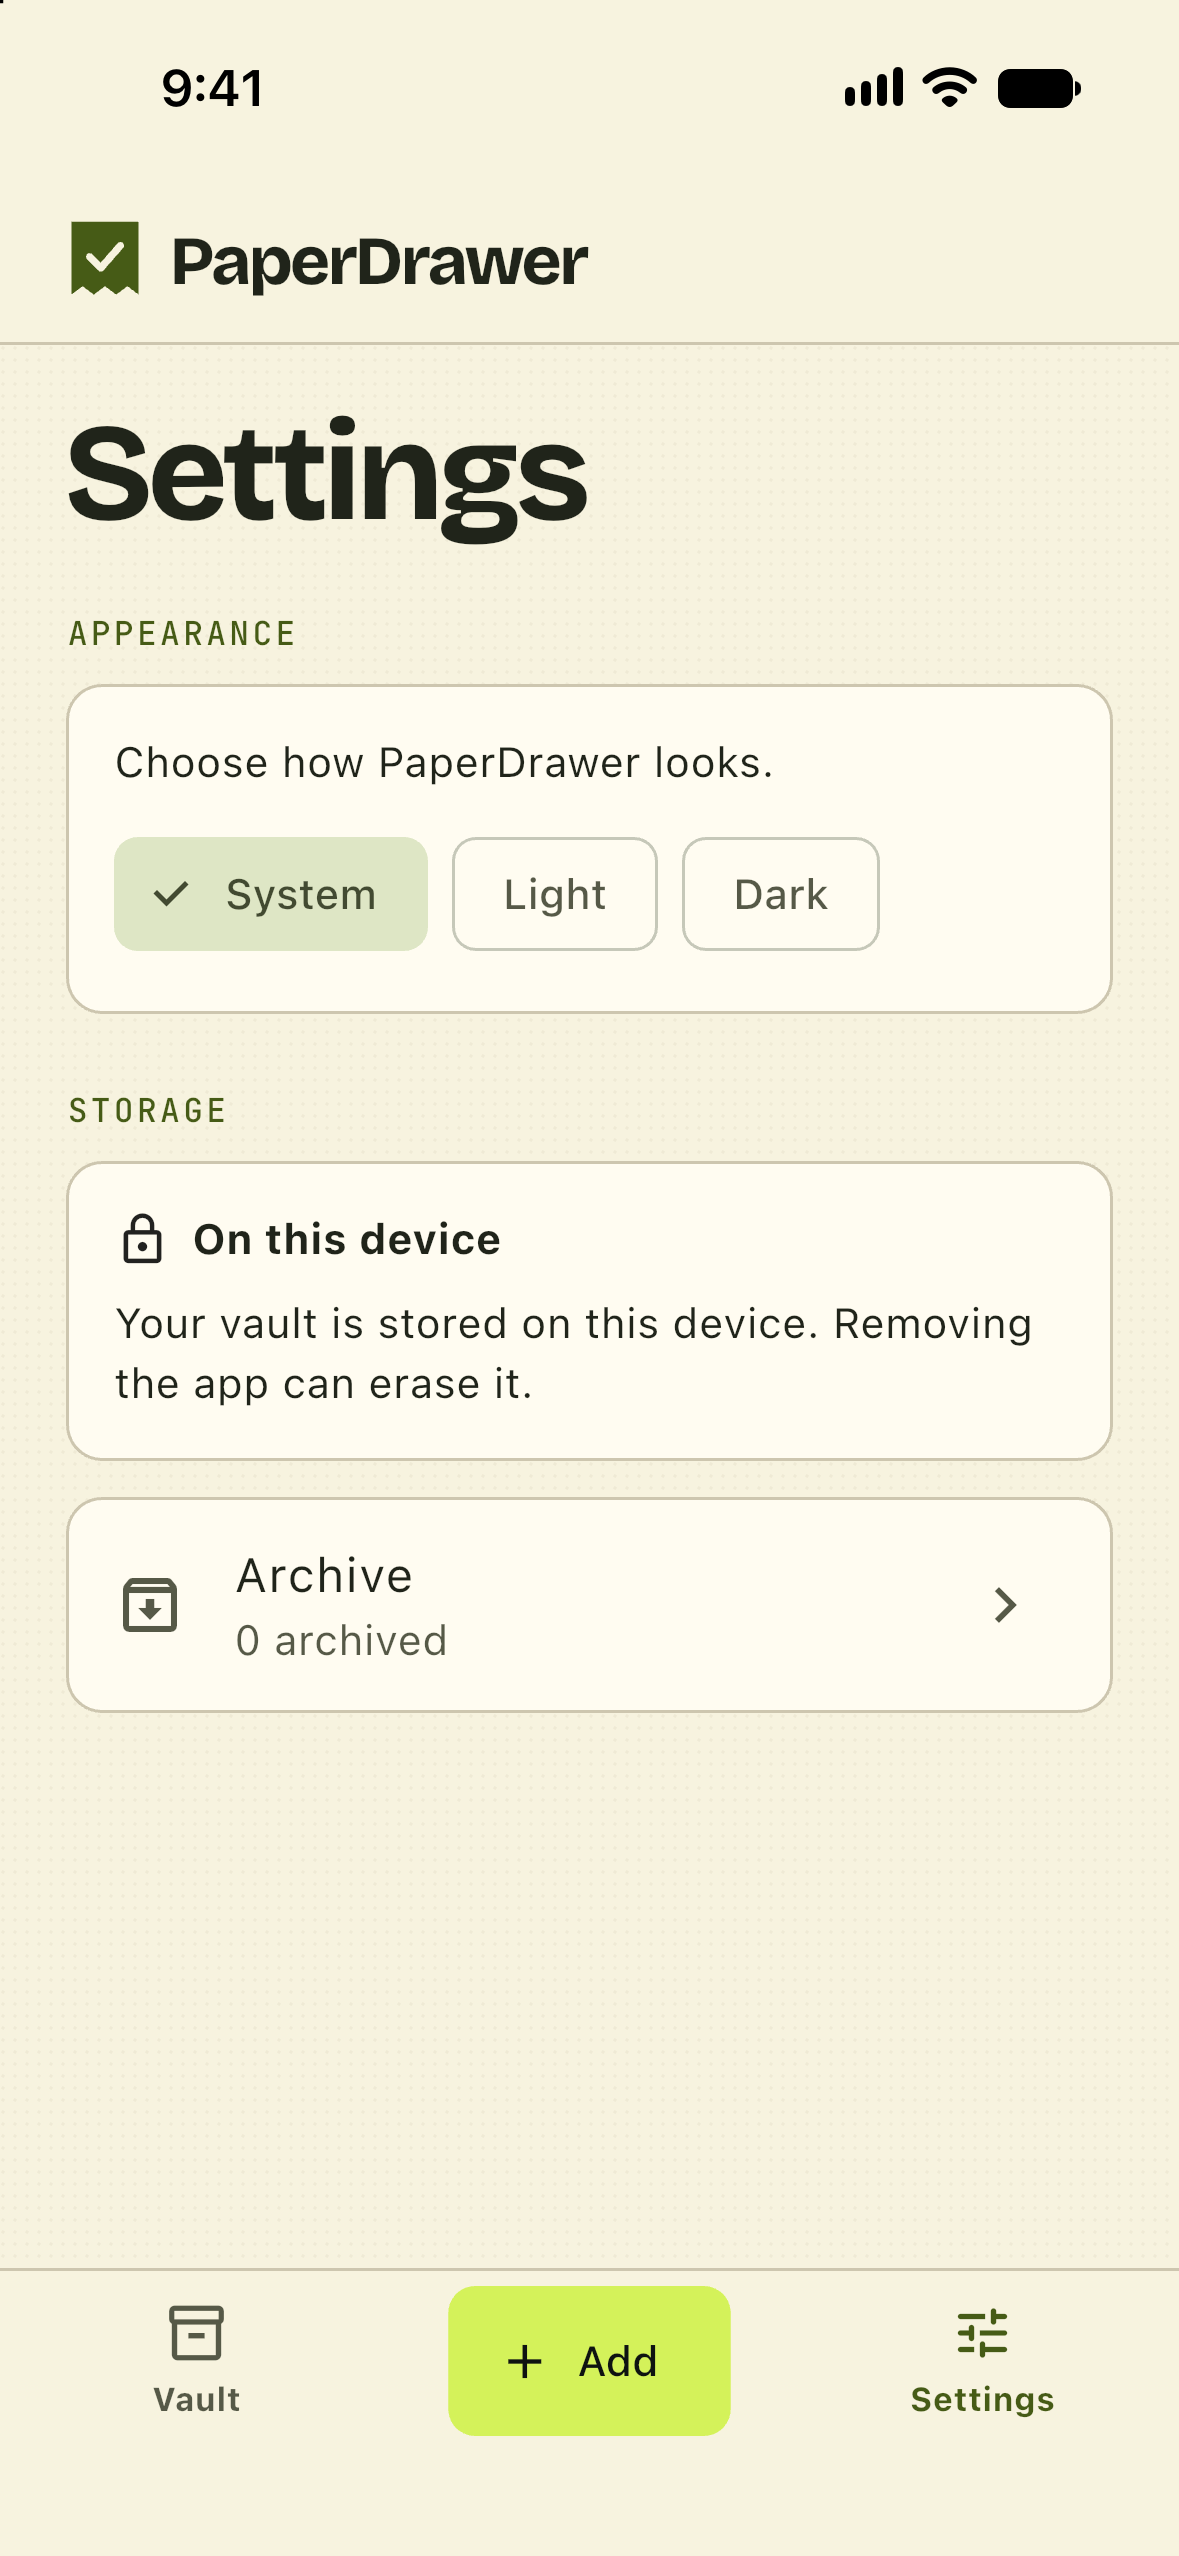 9:41
PaperDrawer
Settings
APPEARANCE
Choose how PaperDrawer looks.
System
Light
Dark
STORAGE
On this device
Your vault is stored on this device. Removing
the app can erase it.
Archive
0 archived
Vault
Add
Settings